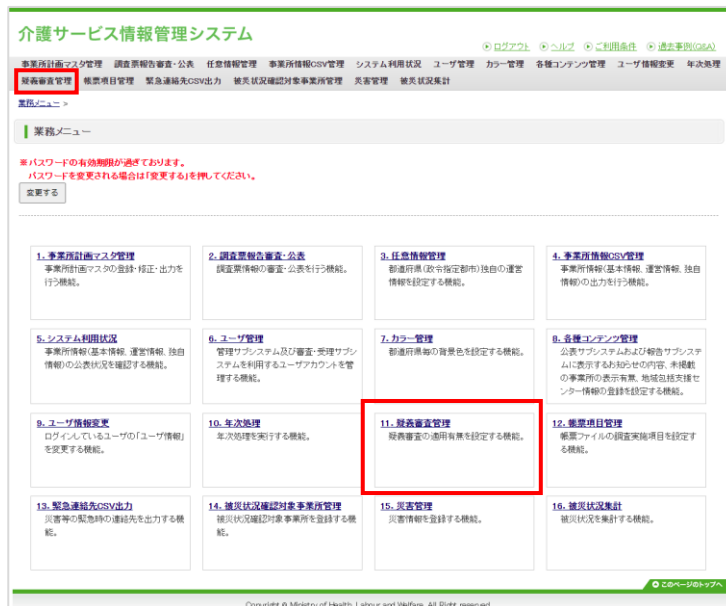 介護サービス情報管理システム
ログアウト ヘルプ ご利用条件 過去事例(Q&A)
事業所計画マスタ管理 調査票報告審査・公表 任意情報管理 事業所情報CSV管理 システム利用状況 ユーザ管理 カラー管理 各種コンテンツ管理 ユーザ情報変更 年次処理
疑義審査管理 帳票項目管理 緊急連絡先CSV出力 被災状況確認対象事業所管理 災害管理 被災状況集計
業務メニュー >
業務メニュー
※パスワードの有効期限が過ぎております。
パスワードを変更される場合は「変更する」を押してください。
変更する
1. 事業所計画マスタ管理
事業所計画マスタの登録・修正・出力を
行う機能。
2. 調査票報告審査・公表
調査票情報の審査・公表を行う機能。
3. 任意情報管理
都道府県(政令指定都市)独自の運営
情報を設定する機能。
4. 事業所情報CSV管理
事業所情報(基本情報、運営情報、独自
情報)の出力を行う機能。
5. システム利用状況
事業所情報(基本情報、運営情報、独自
情報)の公表状況を確認する機能。
6. ユーザ管理
管理サブシステム及び審査・受理サブシ
ステムを利用するユーザアカウントを管
理する機能。
7. カラー管理
都道府県毎の背景色を設定する機能。
8. 各種コンテンツ管理
公表サブシステムおよび報告サブシステ
ムに表示するお知らせの内容、未掲載
の事業所の表示有無、地域包括支援セ
ンター情報の登録を設定する機能。
9. ユーザ情報変更
ログインしているユーザの「ユーザ情報」
を変更する機能。
10. 年次処理
年次処理を実行する機能。
11. 疑義審査管理
疑義審査の適用有無を設定する機能。
12. 帳票項目管理
帳票ファイルの調査実施項目を設定す
る機能。
13. 緊急連絡先CSV出力
災害等の緊急時の連絡先を出力する機
能。
14. 被災状況確認対象事業所管理
被災状況確認対象事業所を登録する機
能。
15. 災害管理
災害情報を登録する機能。
16. 被災状況集計
被災状況を集計する機能。
このページのトップへ
Copyright © Ministry of Health, Labour and Welfare, All Right reserved.